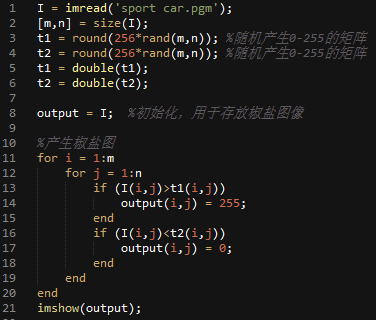 1 I = imread('sport car.pgm');
2 [m,n] = size(I);
3 t1 = round(256*rand(m,n)); %随机产生0-255的矩阵
4 t2 = round(256*rand(m,n)); %随机产生0-255的矩阵
5 t1 = double(t1);
6 t2 = double(t2);
7
8 output = I;  %初始化，用于存放椒盐图像
9
10 %产生椒盐图
11 for i = 1:m
12     for j = 1:n
13         if (I(i,j)>t1(i,j))
14             output(i,j) = 255;
15         end
16         if (I(i,j)<t2(i,j))
17             output(i,j) = 0;
18         end
19     end
20 end
21 imshow(output);